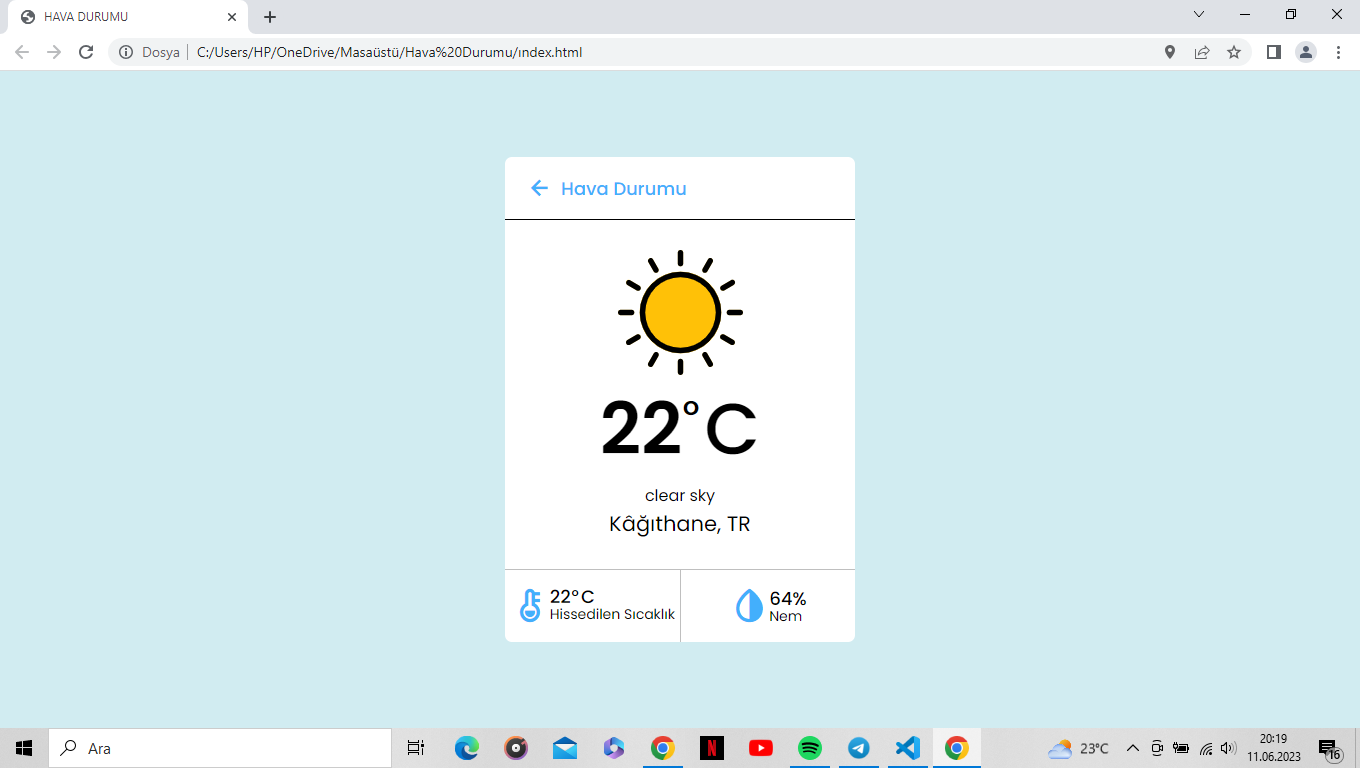 HAVA DURUMU
Dosya
C:/Users/HP/OneDrive/Masaüstü/Hava%20Durumu/ındex.html
Hava Durumu
22°C
clear sky
Kâğıthane, TR
22°C
Hissedilen Sıcaklık
64%
Nem
Ara
N
23°C
20:19
11.06.2023
16